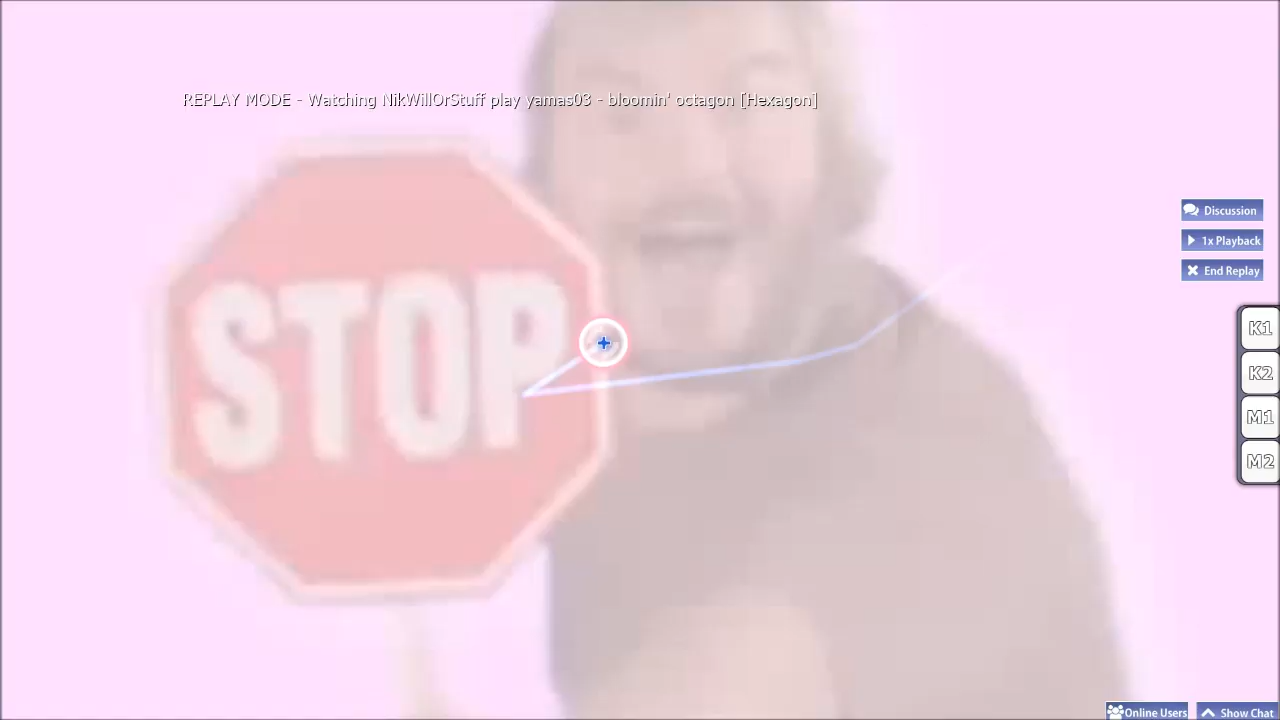 REPLAY MODE - Watching NikWillOrStuff play yamas03 - bloomin' octagon [Hexagon]
STOP
Discussion
1x Playback
End Replay
K1
K2
M1
M2
Online Users
Show Chat